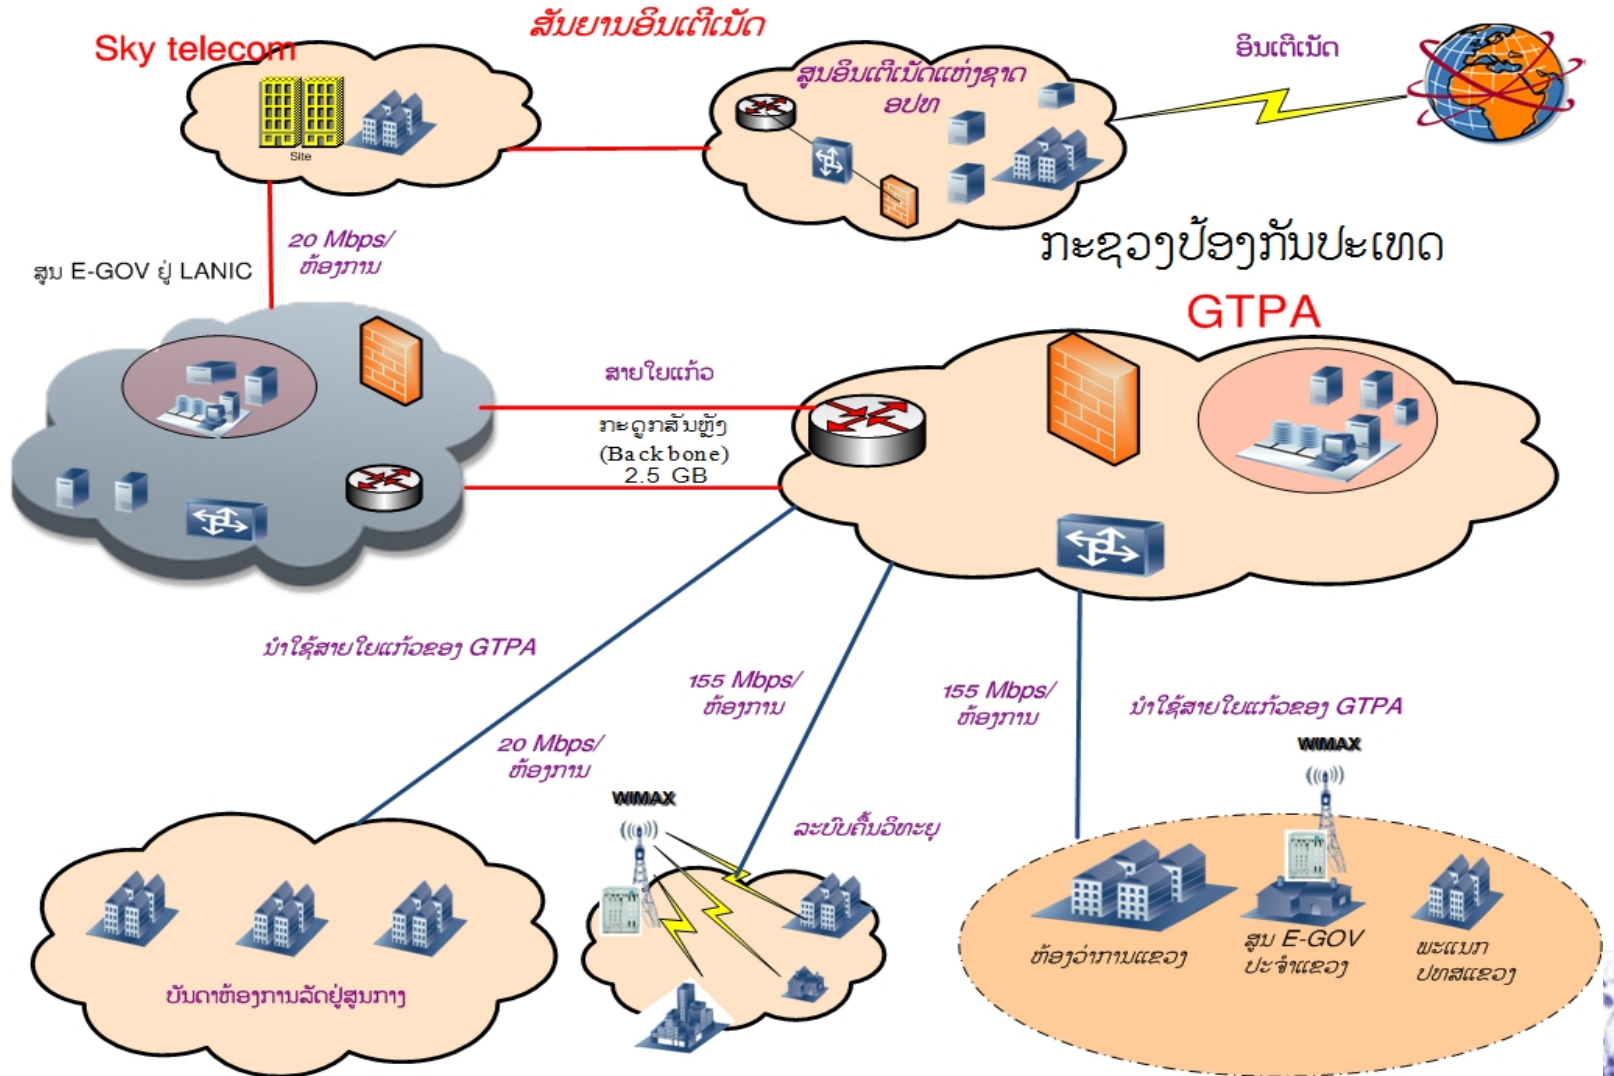 ສັນຍານອິນເຕີເນັດ
Sky telecom
ອິນເຕີເນັດ
ສູນອິນເຕີເນັດແຫ່ງຊາດ
ອປທ
Site
20 Mbps/
ຫ້ອງການ
ກະຊວງປ້ອງກັນປະເທດ
ສູນ E-GOV ຢູ່ LANIC
GTPA
ສາຍໃຍແກ້ວ
ກະດູກສັນຫຼັງ
(Backbone)
2.5 GB
ນຳໃຊ້ສາຍໃຍແກ້ວຂອງ GTPA
155 Mbps/
ຫ້ອງການ
155 Mbps/
ຫ້ອງການ
ນຳໃຊ້ສາຍໃຍແກ້ວຂອງ GTPA
20 Mbps/
ຫ້ອງການ
WIMAX
WIMAX
ລະບົບຄື້ນວິທະຍຸ
ຫ້ອງວ່າການແຂວງ
ສູນ E-GOV
ປະຈຳແຂວງ
ພະແນກ
ປທສແຂວງ
ບັນດາຫ້ອງການລັດຢູ່ສູນກາງ